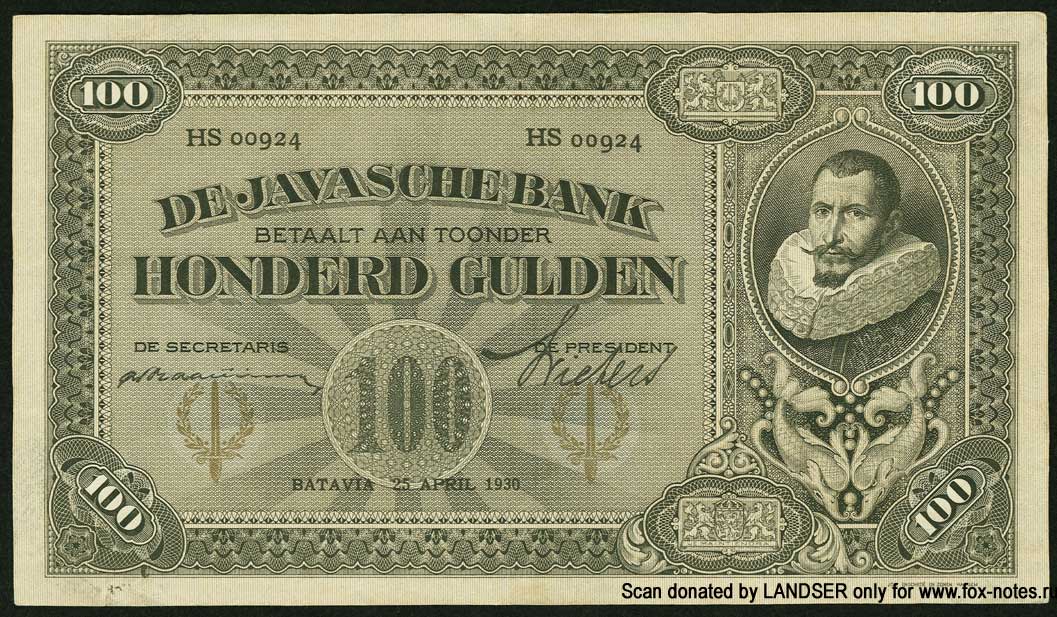 100 100
HS 00924 HS 00924
DE JAVASCHE BANK
BETAALT AAN TOONDER
HONDERD GULDEN
DE SECRETARIS DE PRESIDENT
100
BATAVIA 25 APRIL 1930
100 100
Scan donated by LANDSER only for www.fox-notes.ru